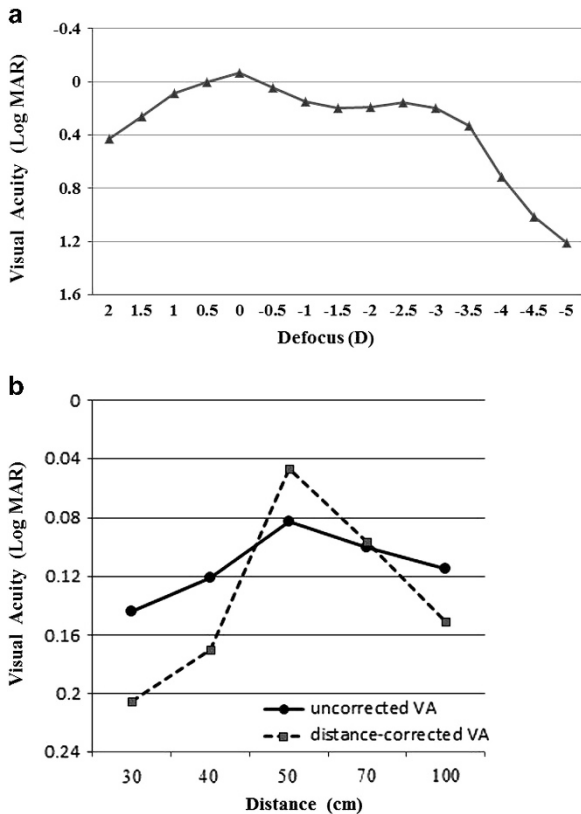 a
Visual Acuity (Log MAR)
-0.4
0
0.4
0.8
1.2
1.6
2 1.5 1 0.5 0 -0.5 -1 -1.5 -2 -2.5 -3 -3.5 -4 -4.5 -5
Defocus (D)
b
Visual Acuity (Log MAR)
0
0.04
0.08
0.12
0.16
0.2
0.24
uncorrected VA
distance-corrected VA
30 40 50 70 100
Distance (cm)